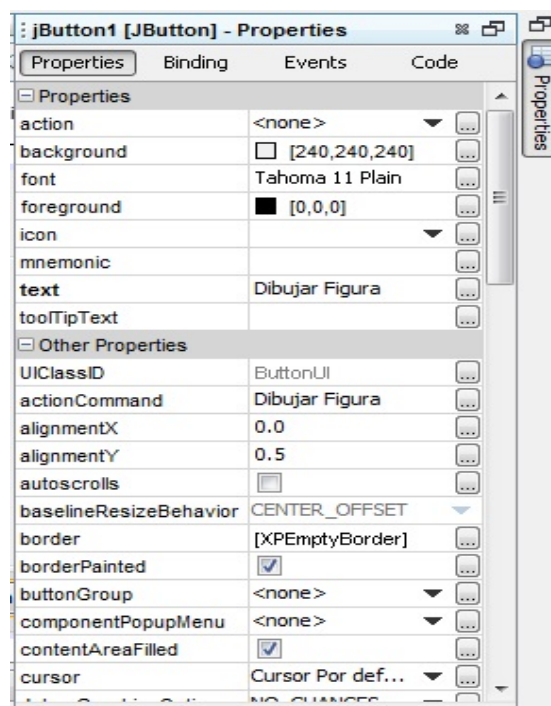 jButton1 [JButton] - Properties
Properties Binding Events Code
Properties
action <none> ...
background [240,240,240] ...
font Tahoma 11 Plain ...
foreground [0,0,0] ...
icon ...
mnemonic ...
text Dibujar Figura ...
toolTipText ...
Other Properties
UIClassID ButtonUI ...
actionCommand Dibujar Figura ...
alignmentX 0.0 ...
alignmentY 0.5 ...
autoscrolls ...
baselineResizeBehavior CENTER_OFFSET
border [XPEmptyBorder] ...
borderPainted ...
buttonGroup <none> ...
componentPopupMenu <none> ...
contentAreaFilled ...
cursor Cursor Por def... ...
NO_CHANGES
Properties